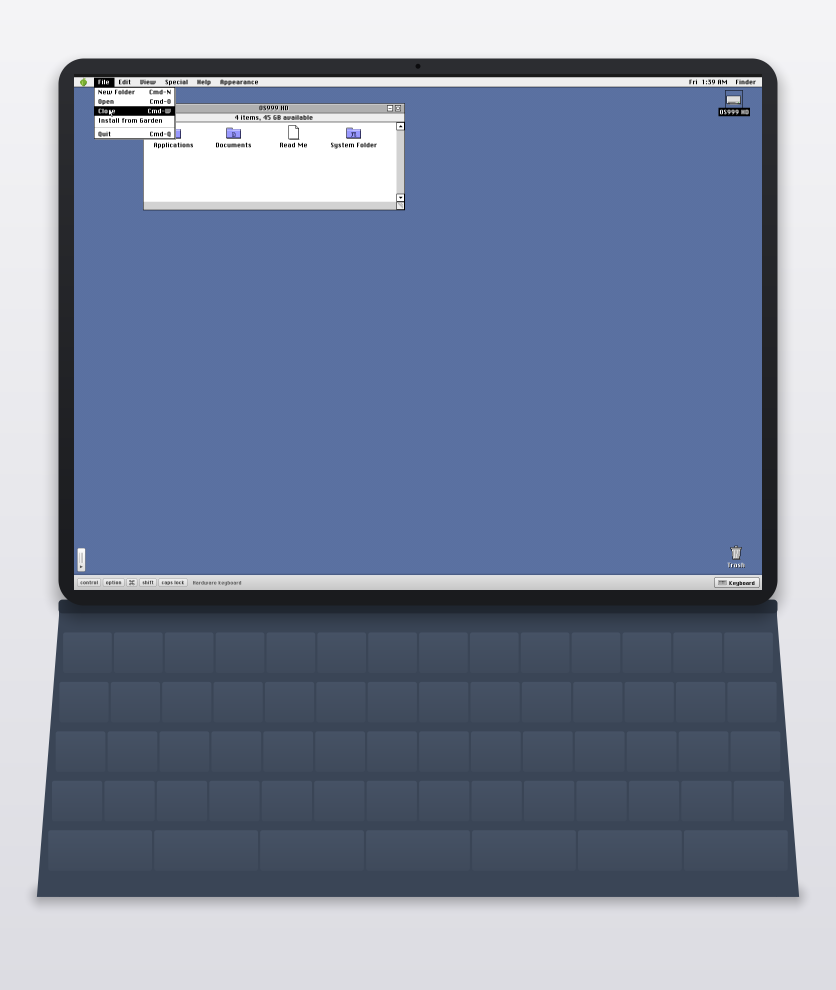 File Edit View Special Help Appearance Fri 1:39 AM Finder
New Folder Cmd-N
Open Cmd-O
Close Cmd-W
Install from Garden
Quit Cmd-Q
OS999 HD
4 items, 45 GB available
Applications Documents Read Me System Folder
OS999 HD
Trash
control option ⌘ shift caps lock Hardware Keyboard Keyboard